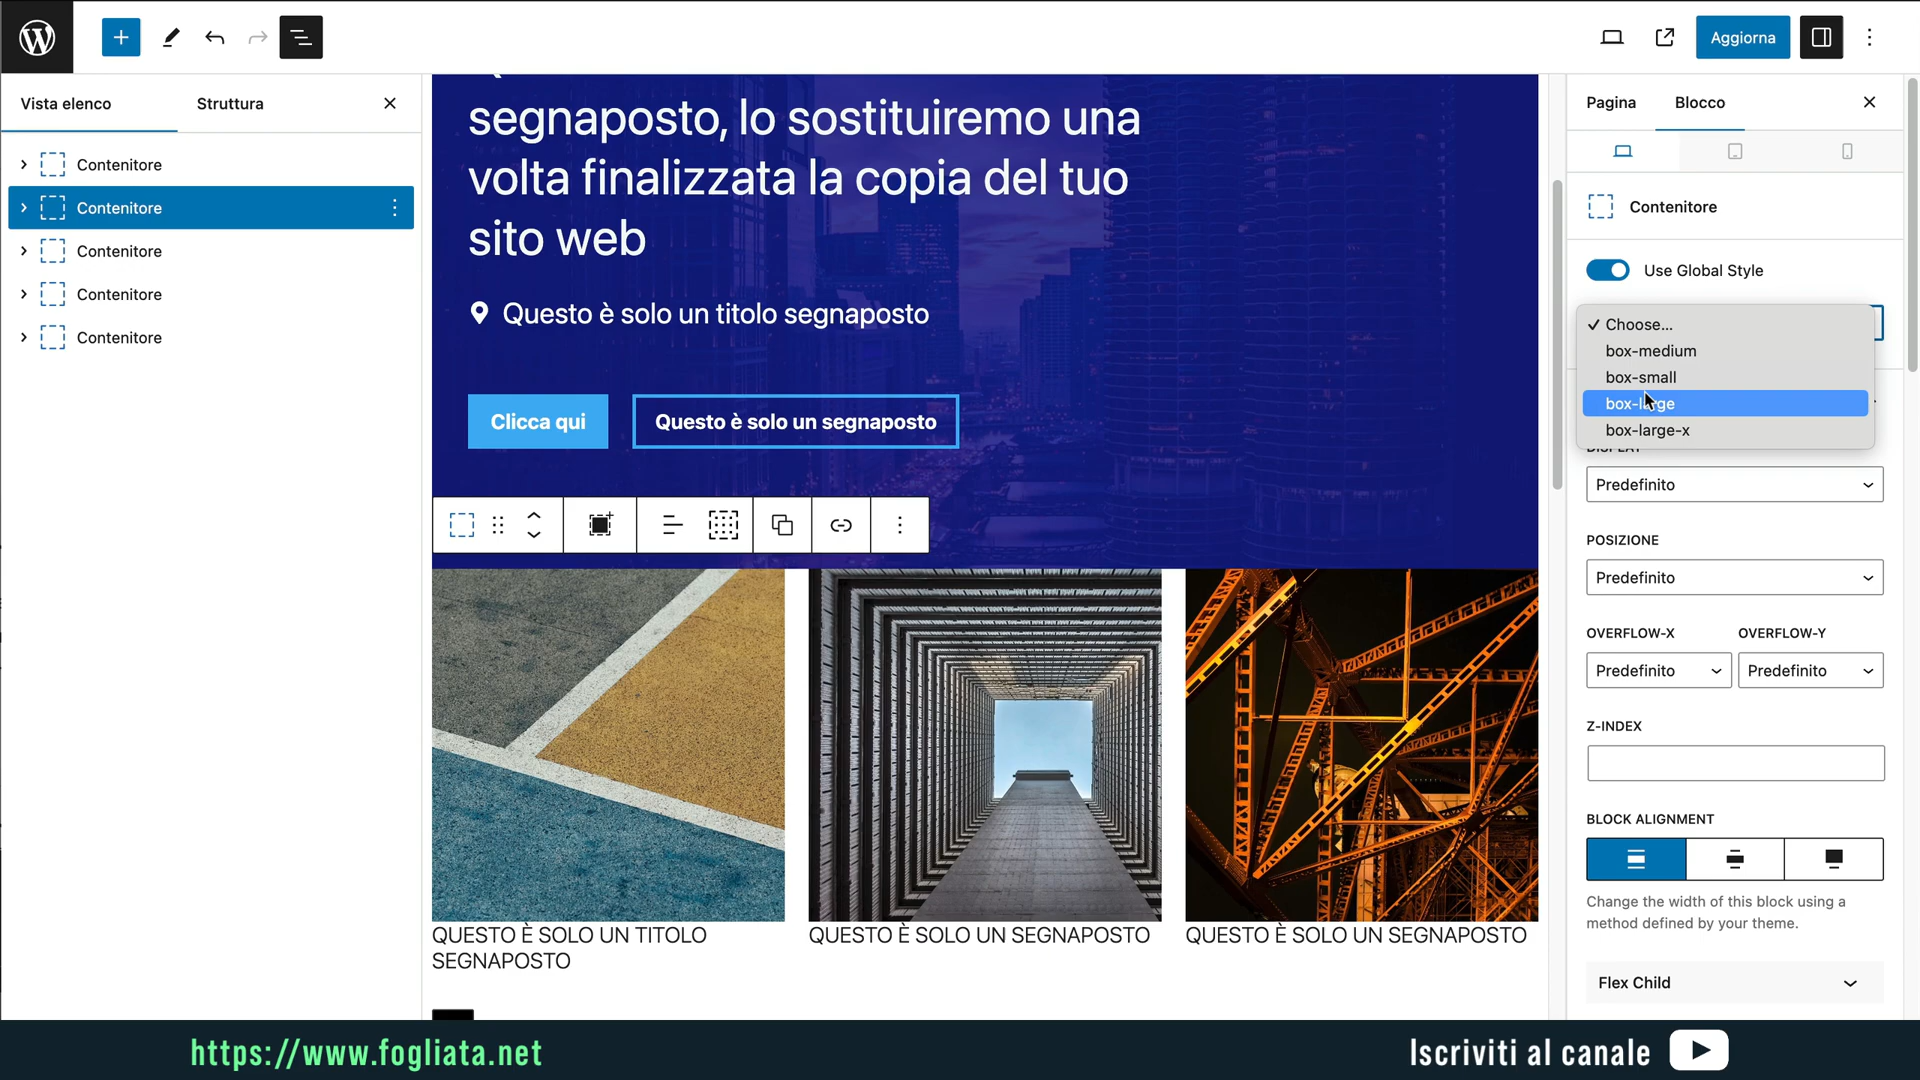 Aggiorna
Vista elenco
Struttura
Contenitore
Contenitore
Contenitore
Contenitore
Contenitore
segnaposto, lo sostituiremo una
volta finalizzata la copia del tuo
sito web
Questo è solo un titolo segnaposto
Clicca qui
Questo è solo un segnaposto
QUESTO È SOLO UN TITOLO
SEGNAPOSTO
QUESTO È SOLO UN SEGNAPOSTO
QUESTO È SOLO UN SEGNAPOSTO
Pagina
Blocco
Contenitore
Use Global Style
✓ Choose...
box-medium
box-small
box-large
box-large-x
DISPLAY
Predefinito
POSIZIONE
Predefinito
OVERFLOW-X
OVERFLOW-Y
Predefinito
Predefinito
Z-INDEX
BLOCK ALIGNMENT
Change the width of this block using a
method defined by your theme.
Flex Child
https://www.fogliata.net
Iscriviti al canale